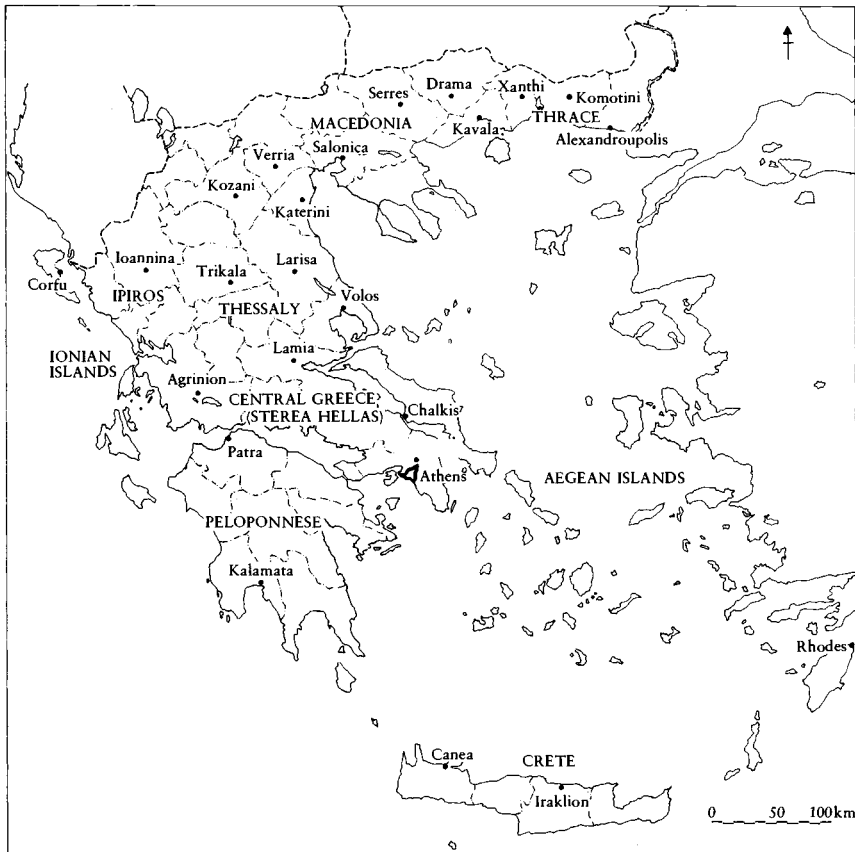 Drama
Xanthi
Serres
Komotini
MACEDONIA
THRACE
Kavala
Alexandroupolis
Salonica
Verria
Kozani
Katerini
Ioannina
Larisa
Trikala
Corfu
IPIROS
THESSALY
Volos
IONIAN
ISLANDS
Lamia
Agrinion
CENTRAL GREECE
(STEREA HELLAS)
Chalkis
Patra
Athens
AEGEAN ISLANDS
PELOPONNESE
Kalamata
Rhodes
Canea
CRETE
Iraklion
0 50 100km